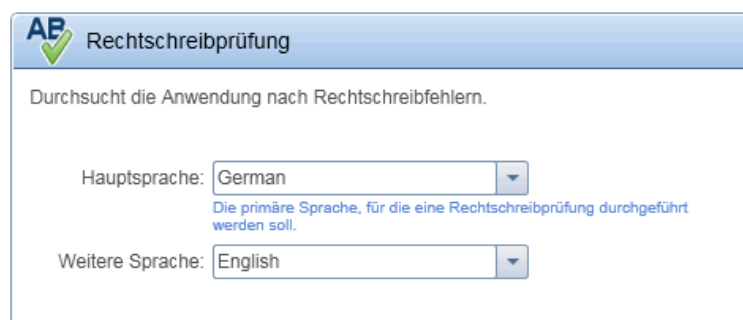 AB
Rechtschreibprüfung
Durchsucht die Anwendung nach Rechtschreibfehlern.
Hauptsprache: German
Die primäre Sprache, für die eine Rechtschreibprüfung durchgeführt
werden soll.
Weitere Sprache: English